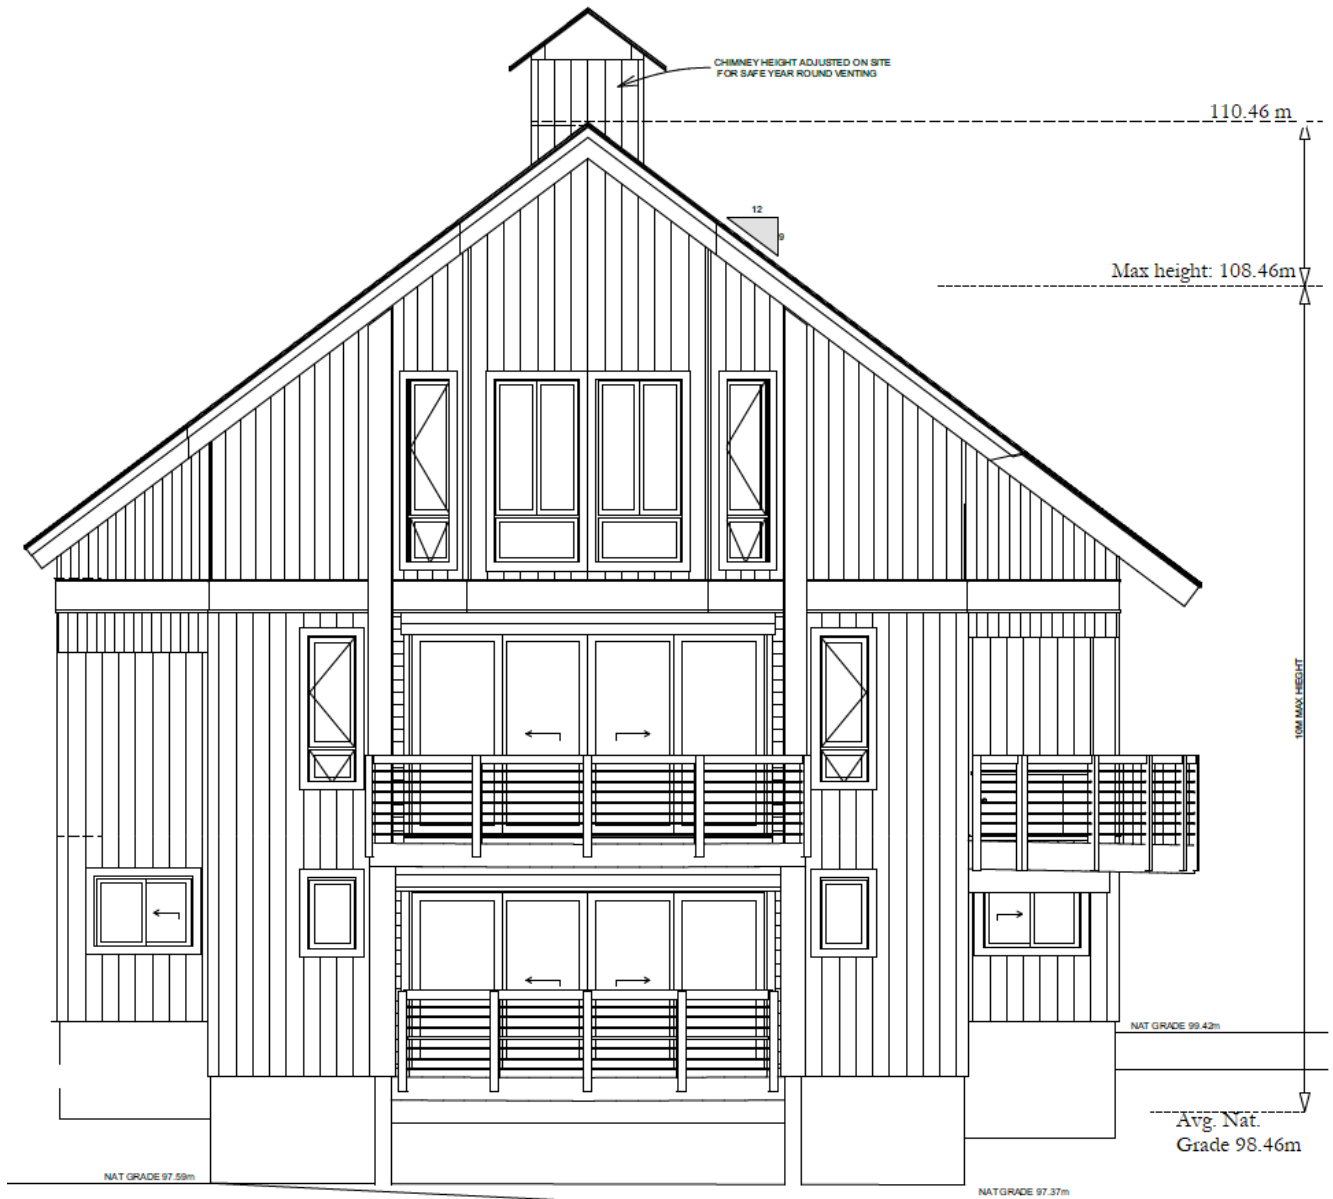 CHIMNEY HEIGHT ADJUSTED ON SITE
FOR SAFE YEAR ROUND VENTING
110.46 m
12
9
Max height: 108.46m
10M MAX HIEGHT
NAT GRADE 99.42m
Avg. Nat.
Grade 98.46m
NAT GRADE 97.59m
NAT GRADE 97.37m